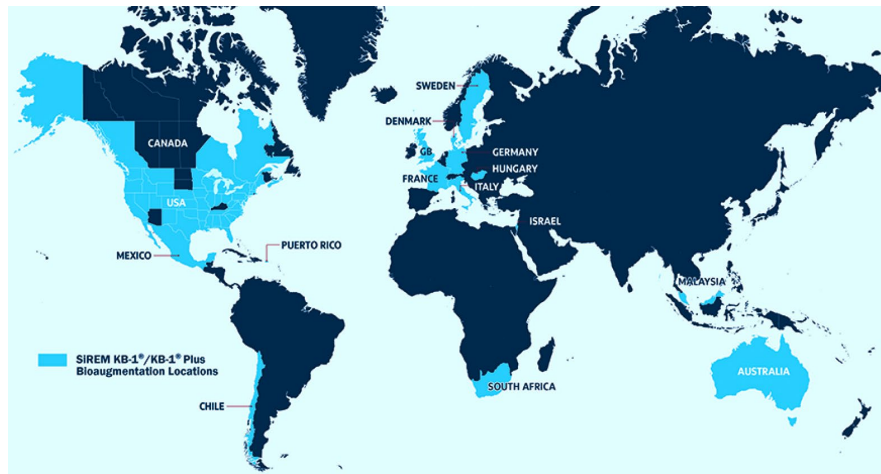 SWEDEN
DENMARK
CANADA
GB
GERMANY
HUNGARY
FRANCE
ITALY
USA
ISRAEL
PUERTO RICO
MEXICO
MALAYSIA
SiREM KB-1®/KB-1® Plus
Bioaugmentation Locations
AUSTRALIA
SOUTH AFRICA
CHILE